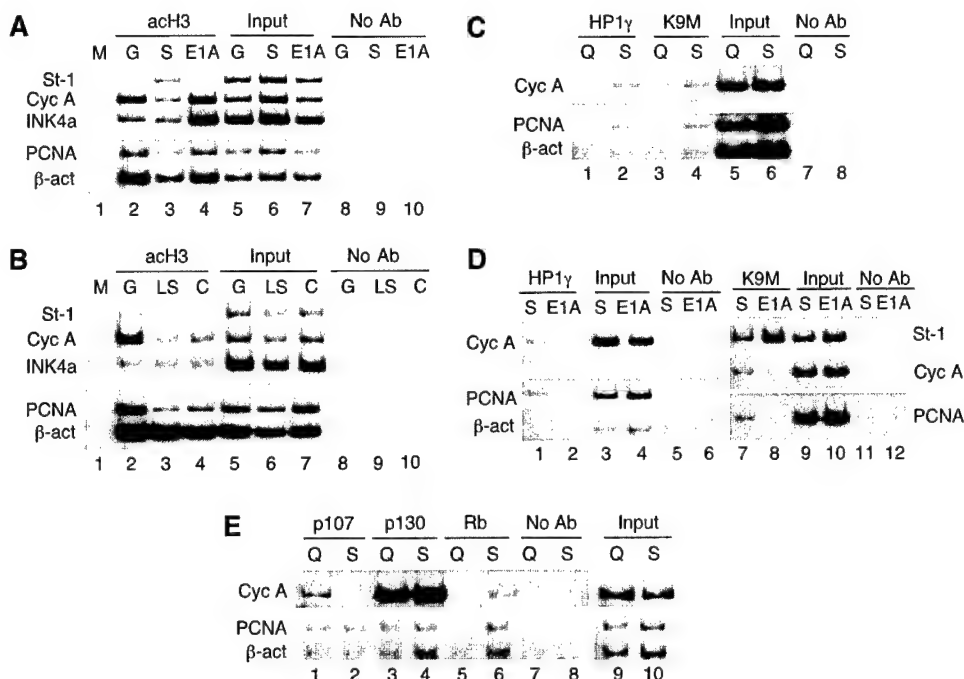 A
acH3 Input No Ab
M G S E1A G S E1A G S E1A
St-1
Cyc A
INK4a
PCNA
β-act
1 2 3 4 5 6 7 8 9 10
B
acH3 Input No Ab
M G LS C G LS C G LS C
St-1
Cyc A
INK4a
PCNA
β-act
1 2 3 4 5 6 7 8 9 10
C
HP1γ K9M Input No Ab
Q S Q S Q S Q S
Cyc A
PCNA
β-act
1 2 3 4 5 6 7 8
D
HP1γ Input No Ab K9M Input No Ab
S E1A S E1A S E1A S E1A S E1A S E1A
Cyc A St-1
Cyc A
PCNA PCNA
β-act
1 2 3 4 5 6 7 8 9 10 11 12
E
p107 p130 Rb No Ab Input
Q S Q S Q S Q S Q S
Cyc A
PCNA
β-act
1 2 3 4 5 6 7 8 9 10